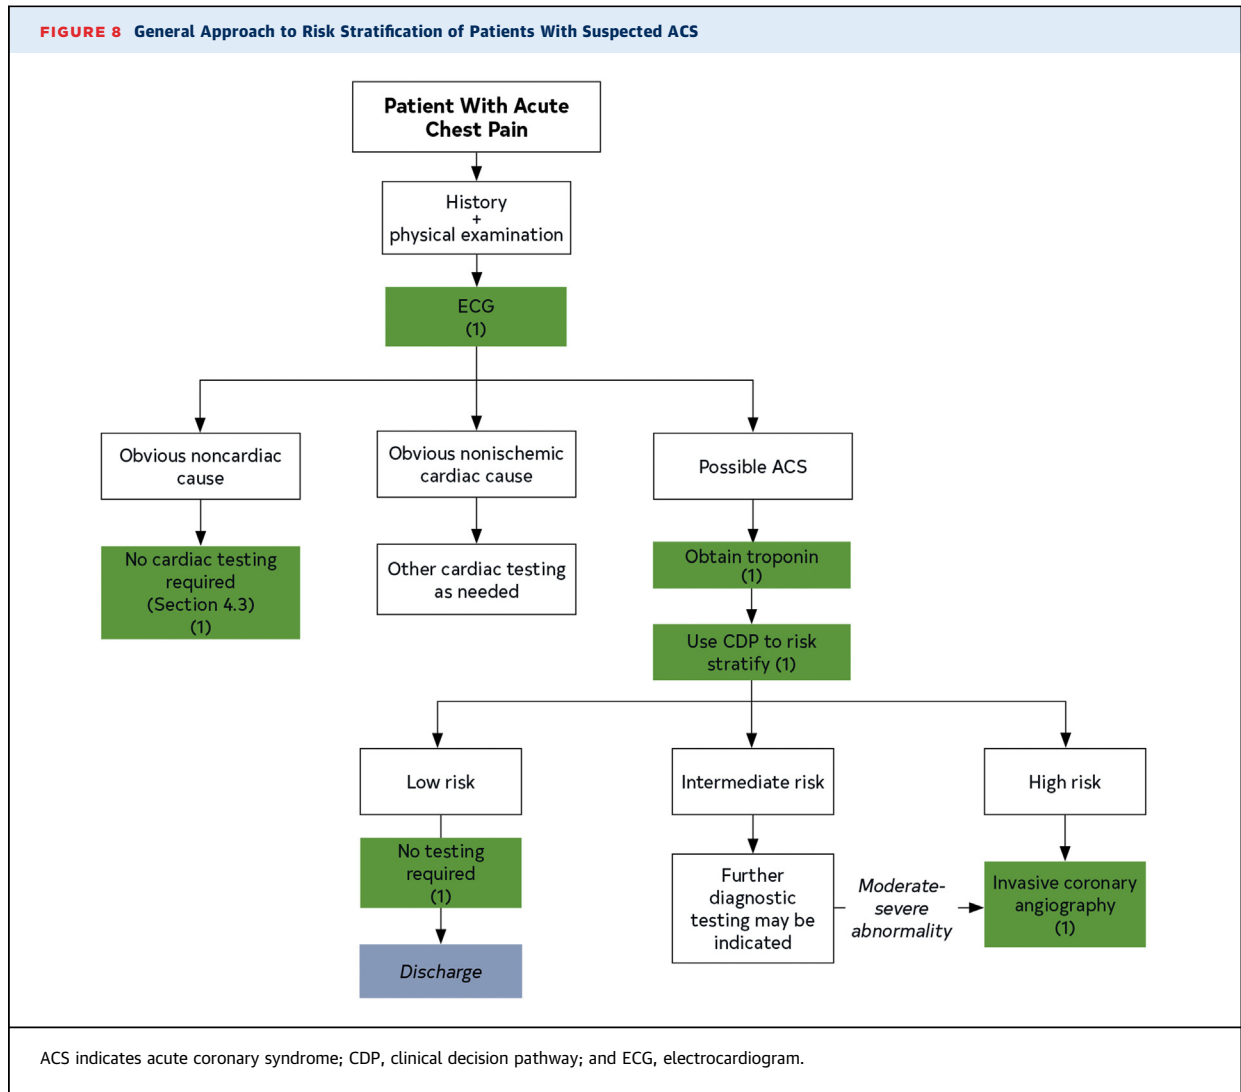 FIGURE 8 General Approach to Risk Stratification of Patients With Suspected ACS
Patient With Acute
Chest Pain
History
+
physical examination
ECG
(1)
Obvious noncardiac
cause
Obvious nonischemic
cardiac cause
Possible ACS
No cardiac testing
required
(Section 4.3)
(1)
Other cardiac testing
as needed
Obtain troponin
(1)
Use CDP to risk
stratify (1)
Low risk
Intermediate risk
High risk
No testing
required
(1)
Further
diagnostic
testing may be
indicated
Moderate-
severe
abnormality
Invasive coronary
angiography
(1)
Discharge
ACS indicates acute coronary syndrome; CDP, clinical decision pathway; and ECG, electrocardiogram.